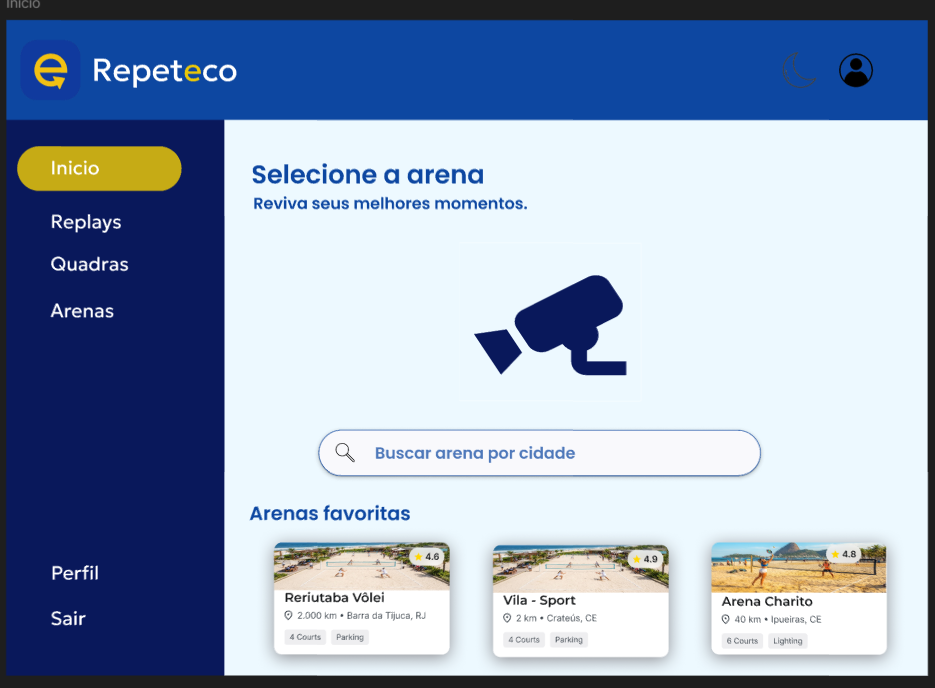 Inicio
Repeteco
Inicio
Replays
Quadras
Arenas
Perfil
Sair
Selecione a arena
Reviva seus melhores momentos.
Buscar arena por cidade
Arenas favoritas
4.6
Reriutaba Vôlei
2.000 km • Barra da Tijuca, RJ
4 Courts Parking
4.9
Vila - Sport
2 km • Crateús, CE
4 Courts Parking
4.8
Arena Charito
40 km • Ipueiras, CE
6 Courts Lighting